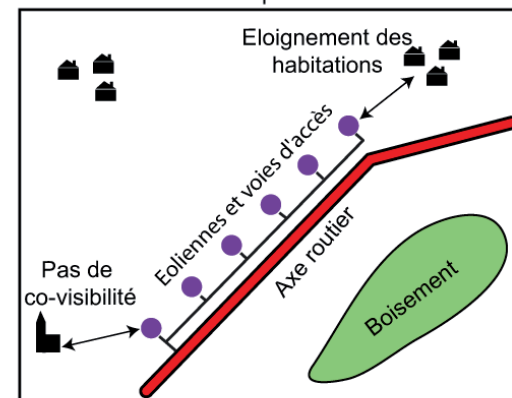 Eloignement des
habitations
Eoliennes et voies d'accès
Axe routier
Pas de
co-visibilité
Boisement